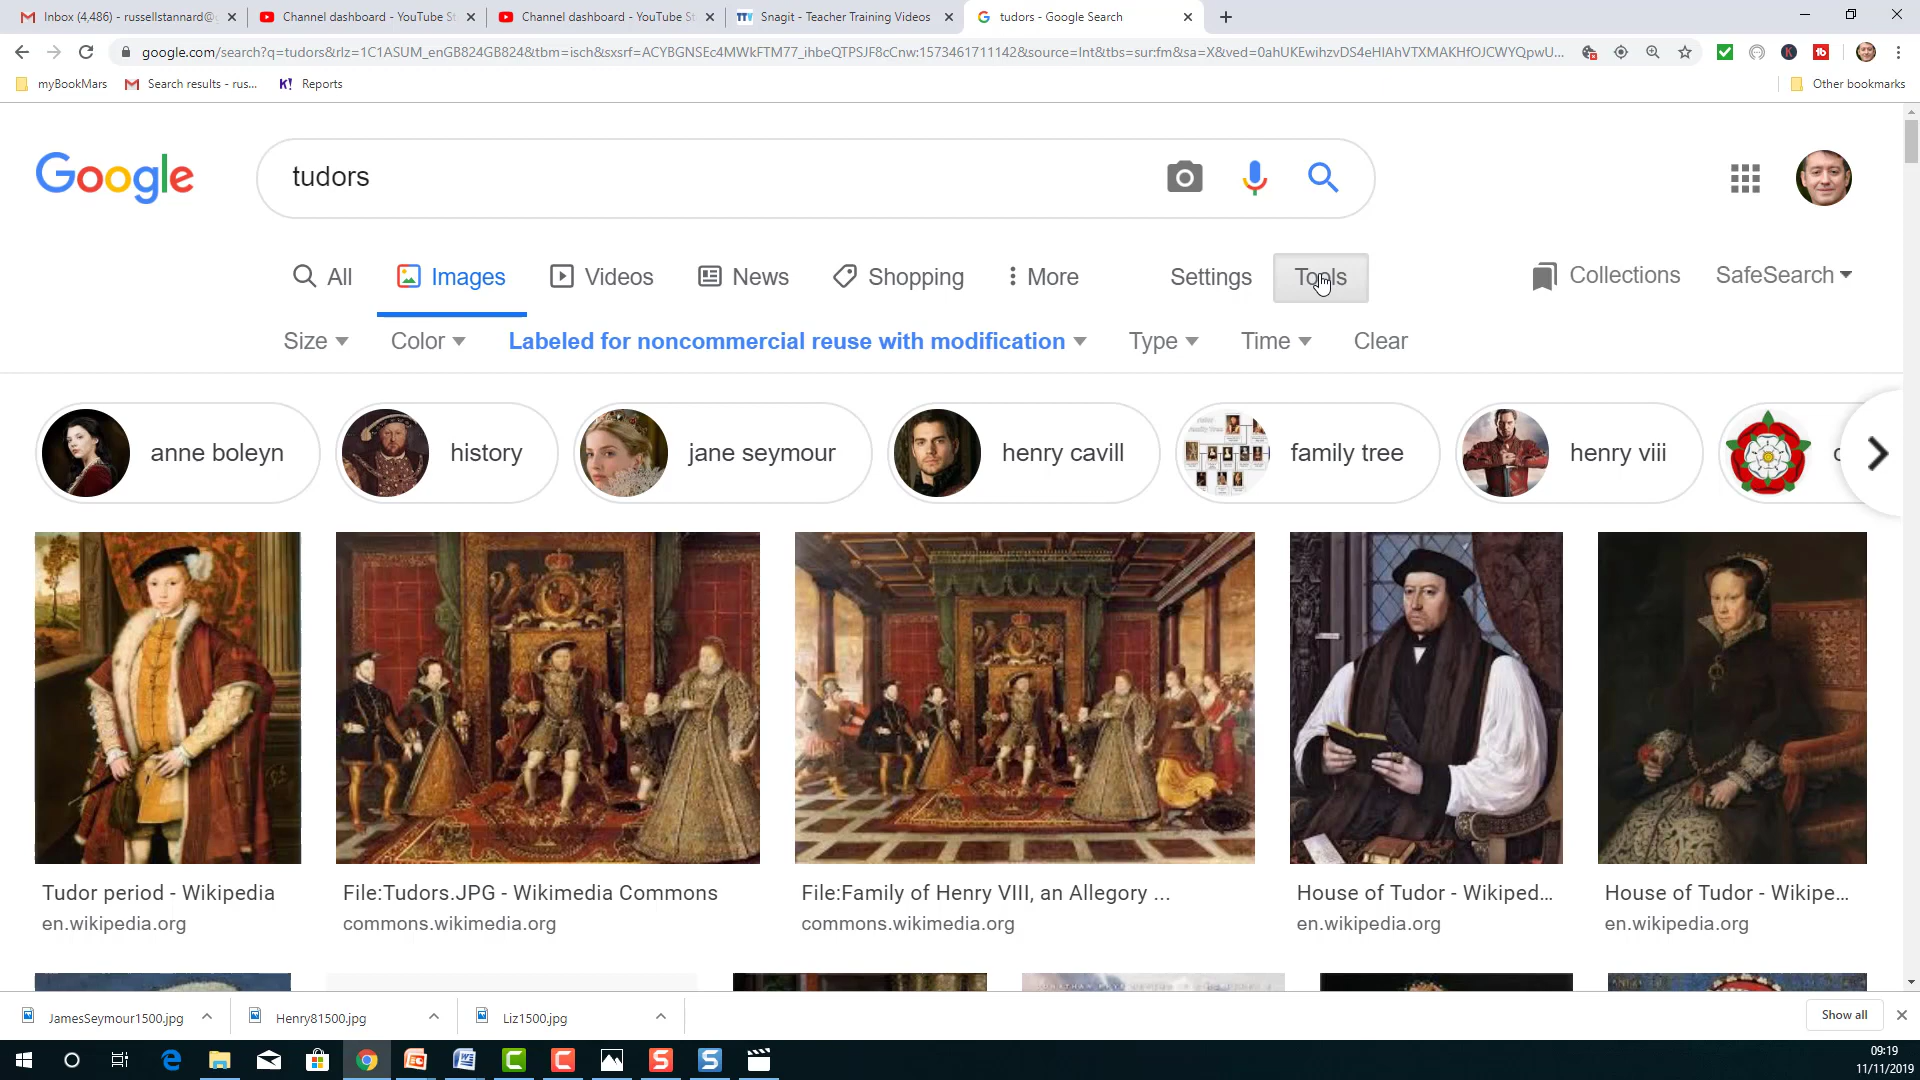 Inbox (4,486) - russellstannard@
Channel dashboard - YouTube St
Channel dashboard - YouTube St
Snagit - Teacher Training Videos
tudors - Google Search
google.com/search?q=tudors&rlz=1C1ASUM_enGB824GB824&tbm=isch&sxsrf=ACYBGNSEc4MWkFTM77_ihbeQTPSJF8cCnw:1573461711142&source=lnt&tbs=sur:fm&sa=X&ved=0ahUKEwihzvDS4eHlAhVTXMAKHfOJCWYQpwU...
myBookMars
Search results - rus...
Reports
Other bookmarks
Google
tudors
All
Images
Videos
News
Shopping
More
Settings
Tools
Collections
SafeSearch
Size
Color
Labeled for noncommercial reuse with modification
Type
Time
Clear
anne boleyn
history
jane seymour
henry cavill
family tree
henry viii
Tudor period - Wikipedia
en.wikipedia.org
File:Tudors.JPG - Wikimedia Commons
commons.wikimedia.org
File:Family of Henry VIII, an Allegory ...
commons.wikimedia.org
House of Tudor - Wikiped...
en.wikipedia.org
House of Tudor - Wikipe...
en.wikipedia.org
JamesSeymour1500.jpg
Henry81500.jpg
Liz1500.jpg
Show all
09:19
11/11/2019